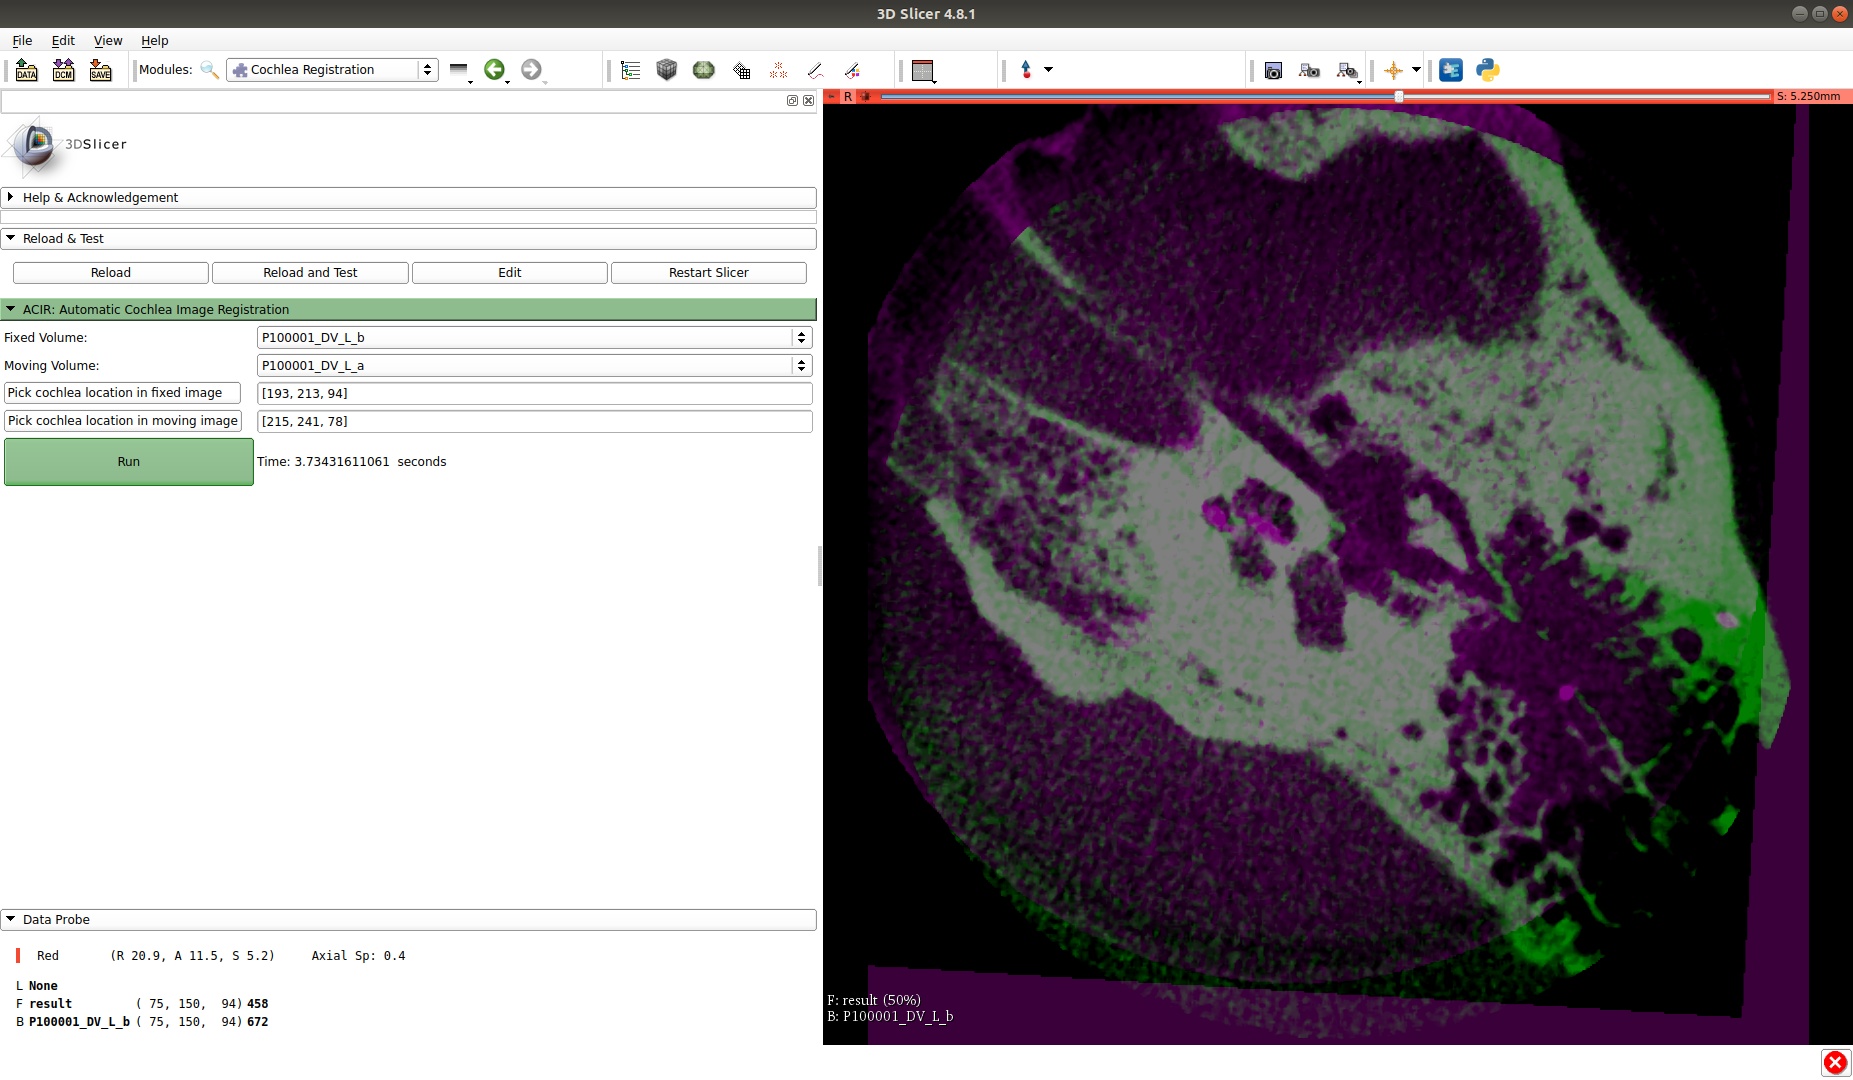 3D Slicer 4.8.1
File Edit View Help
DATA DCM SAVE Modules: Cochlea Registration
R S: 5.250mm
3DSlicer
Help & Acknowledgement
Reload & Test
Reload Reload and Test Edit Restart Slicer
ACIR: Automatic Cochlea Image Registration
Fixed Volume: P100001_DV_L_b
Moving Volume: P100001_DV_L_a
Pick cochlea location in fixed image [193, 213, 94]
Pick cochlea location in moving image [215, 241, 78]
Run Time: 3.73431611061 seconds
Data Probe
Red (R 20.9, A 11.5, S 5.2) Axial Sp: 0.4
L None
F result ( 75, 150, 94) 458
B P100001_DV_L_b ( 75, 150, 94) 672
F: result (50%)
B: P100001_DV_L_b